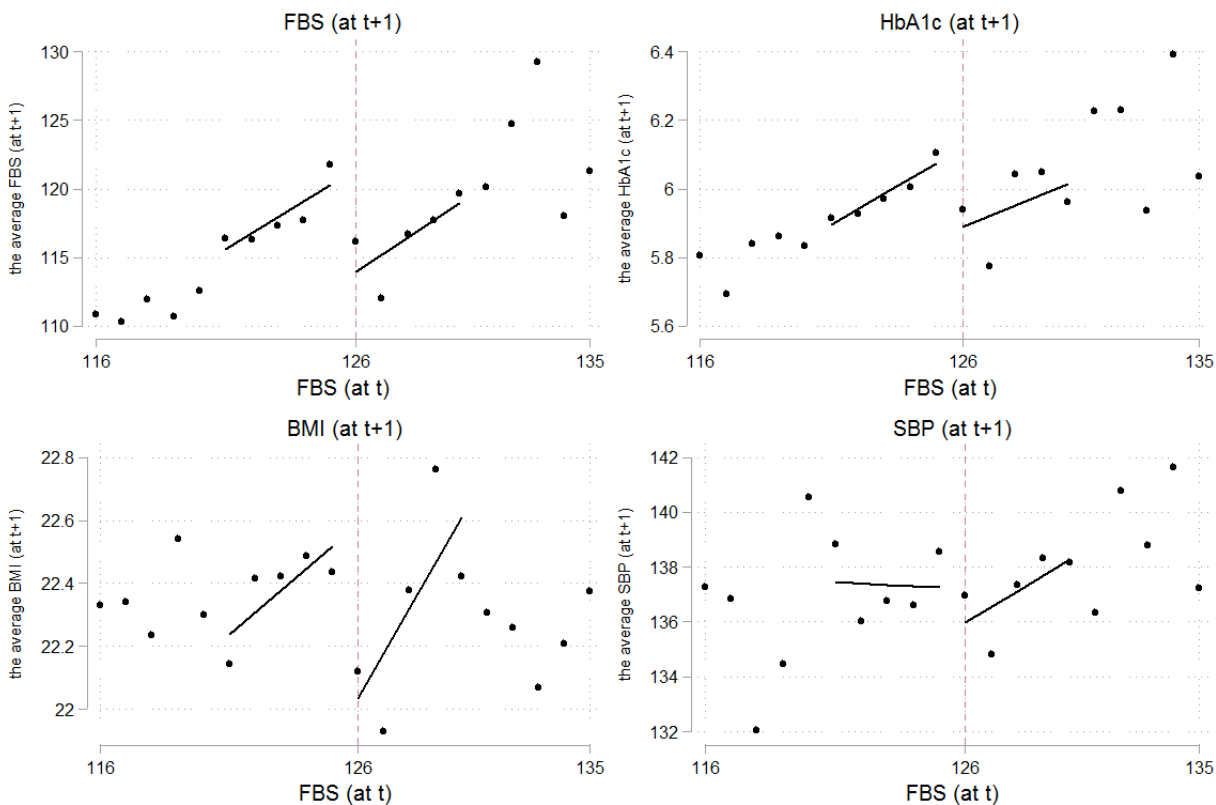 FBS (at t+1)
the average FBS (at t+1)
130
125
120
115
110
116
126
135
FBS (at t)
HbA1c (at t+1)
the average HbA1c (at t+1)
6.4
6.2
6
5.8
5.6
116
126
135
FBS (at t)
BMI (at t+1)
the average BMI (at t+1)
22.8
22.6
22.4
22.2
22
116
126
135
FBS (at t)
SBP (at t+1)
the average SBP (at t+1)
142
140
138
136
134
132
116
126
135
FBS (at t)